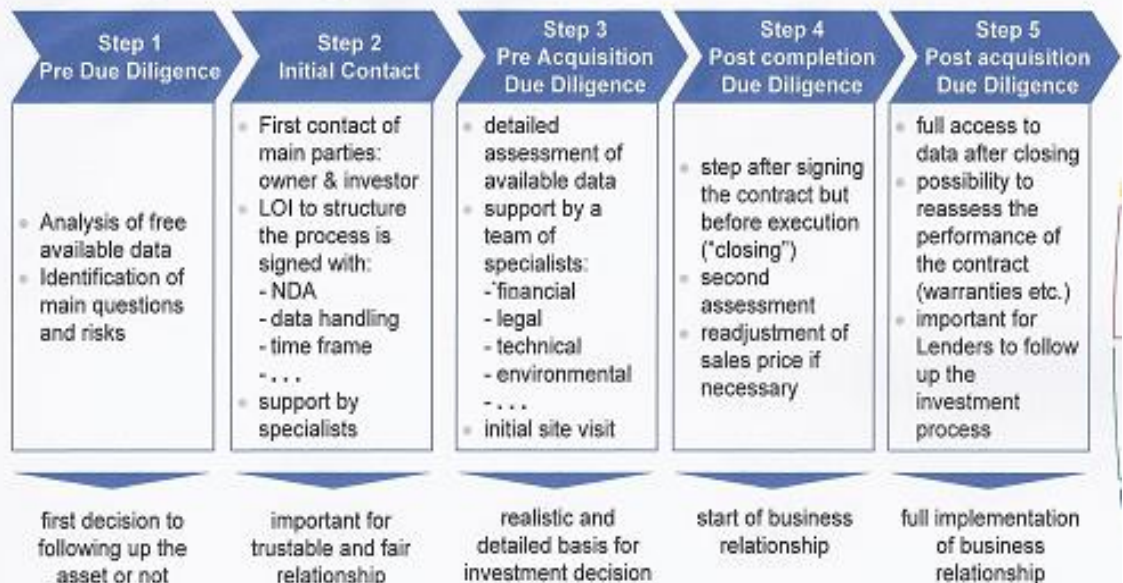 Step 1
Pre Due Diligence
Step 2
Initial Contact
Step 3
Pre Acquisition
Due Diligence
Step 4
Post completion
Due Diligence
Step 5
Post acquisition
Due Diligence
Analysis of free
available data
Identification of
main questions
and risks
First contact of
main parties:
owner & investor
LOI to structure
the process is
signed with:
- NDA
- data handling
- time frame
- . . .
support by
specialists
detailed
assessment of
available data
support by a
team of
specialists:
- financial
- legal
- technical
- environmental
- . . .
initial site visit
step after signing
the contract but
before execution
("closing")
second
assessment
readjustment of
sales price if
necessary
full access to
data after closing
possibility to
reassess the
performance of
the contract
(warranties etc.)
important for
Lenders to follow
up the
investment
process
first decision to
following up the
asset or not
important for
trustable and fair
relationship
realistic and
detailed basis for
investment decision
start of business
relationship
full implementation
of business
relationship